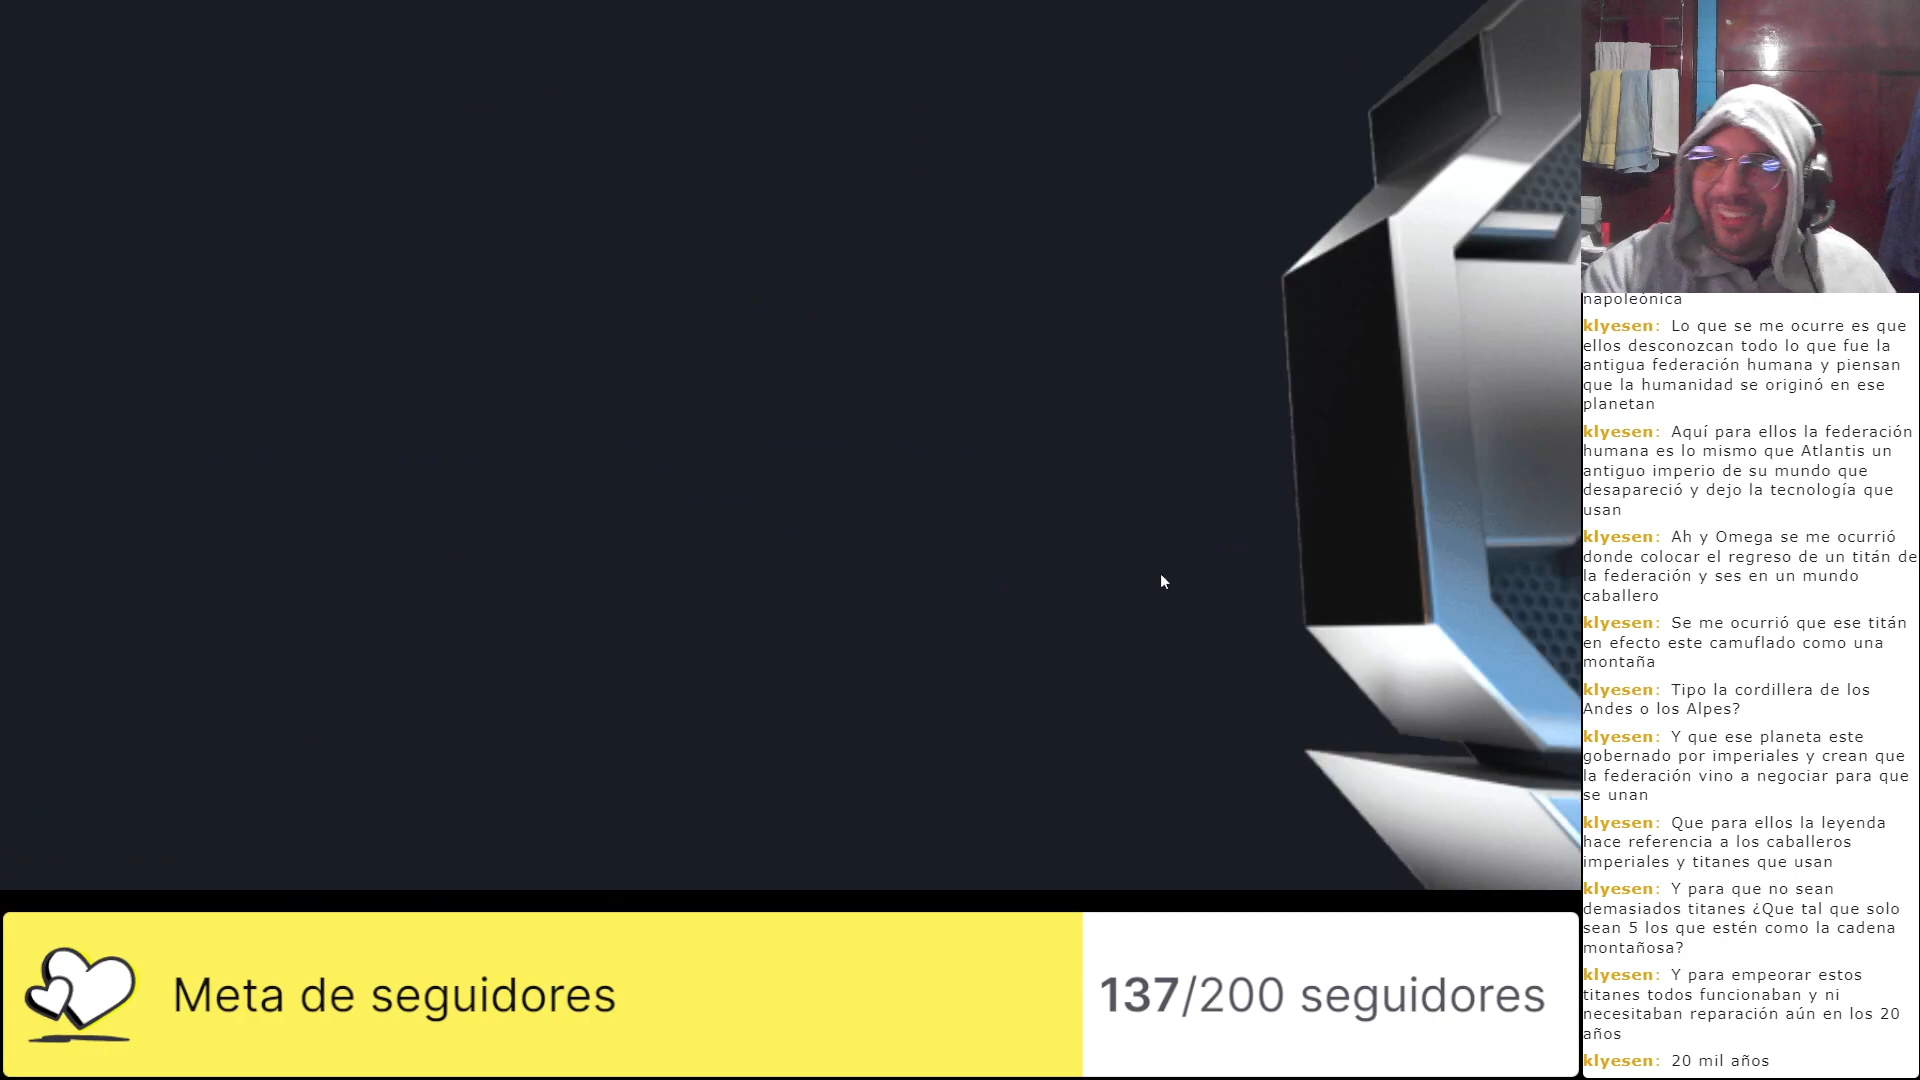 napoleónica
klyesen: Lo que se me ocurre es que
ellos desconozcan todo lo que fue la
antigua federación humana y piensan
que la humanidad se originó en ese
planetan
klyesen: Aquí para ellos la federación
humana es lo mismo que Atlantis un
antiguo imperio de su mundo que
desapareció y dejo la tecnología que
usan
klyesen: Ah y Omega se me ocurrió
donde colocar el regreso de un titán de
la federación y ses en un mundo
caballero
klyesen: Se me ocurrió que ese titán
en efecto este camuflado como una
montaña
klyesen: Tipo la cordillera de los
Andes o los Alpes?
klyesen: Y que ese planeta este
gobernado por imperiales y crean que
la federación vino a negociar para que
se unan
klyesen: Que para ellos la leyenda
hace referencia a los caballeros
imperiales y titanes que usan
klyesen: Y para que no sean
demasiados titanes ¿Que tal que solo
sean 5 los que estén como la cadena
montañosa?
klyesen: Y para empeorar estos
titanes todos funcionaban y ni
necesitaban reparación aún en los 20
años
klyesen: 20 mil años
Meta de seguidores
137/200 seguidores